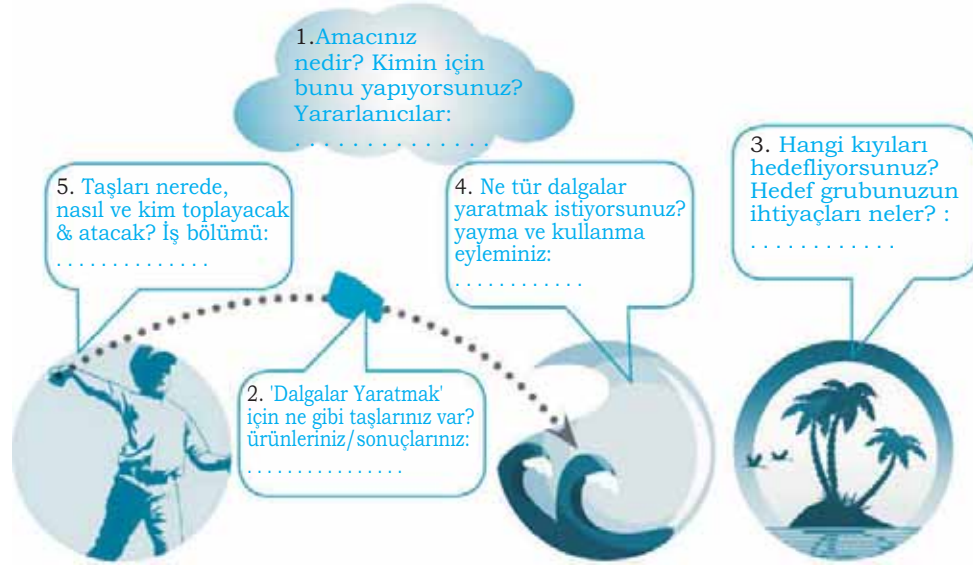 1.Amacınız
nedir? Kimin için
bunu yapıyorsunuz?
Yararlanıcılar:
. . . . . . . . . . . . . . .
5. Taşları nerede,
nasıl ve kim toplayacak
& atacak? İş bölümü:
. . . . . . . . . . . . . .
4. Ne tür dalgalar
yaratmak istiyorsunuz?
yayma ve kullanma
eyleminiz:
. . . . . . . . . . . .
3. Hangi kıyıları
hedefliyorsunuz?
Hedef grubunuzun
ihtiyaçları neler? :
. . . . . . . . . . . .
2. 'Dalgalar Yaratmak'
için ne gibi taşlarınız var?
ürünleriniz/sonuçlarınız:
. . . . . . . . . . . . . . . .